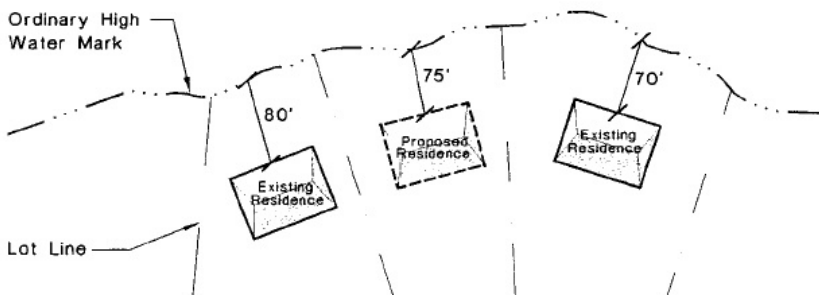 Ordinary High
Water Mark
80'
75'
70'
Existing
Residence
Proposed
Residence
Existing
Residence
Lot Line